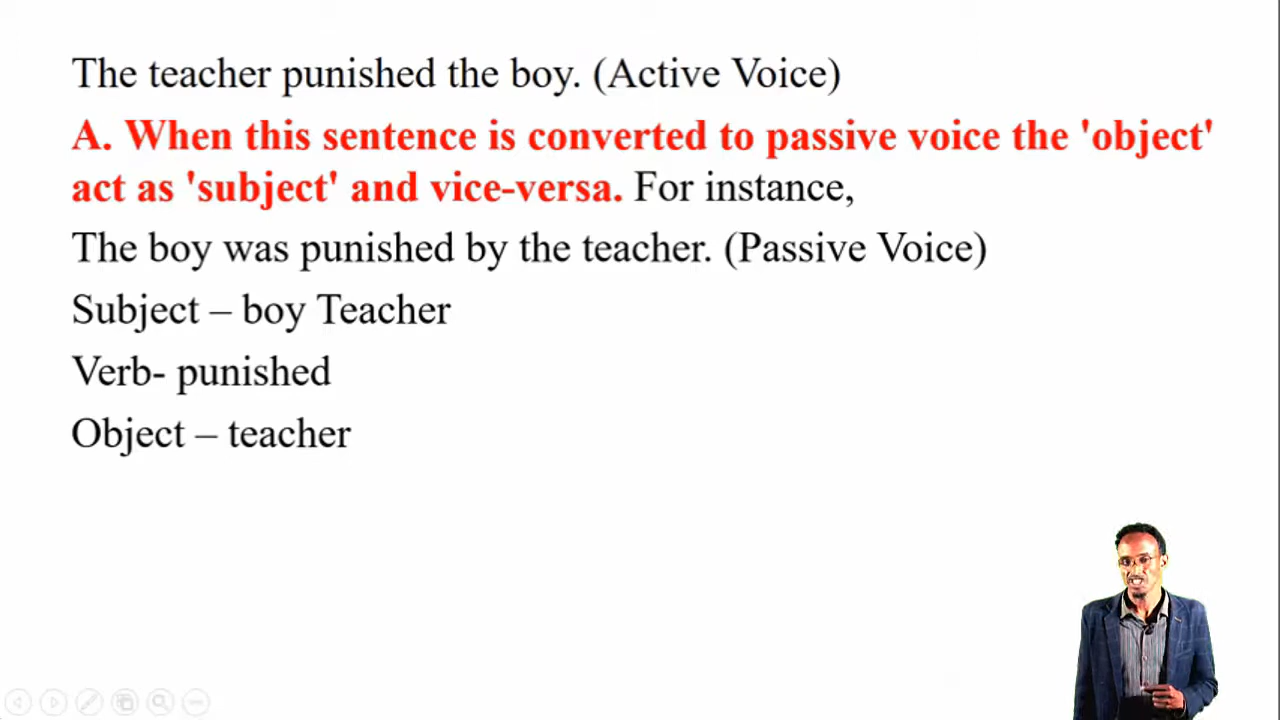 The teacher punished the boy. (Active Voice)
A. When this sentence is converted to passive voice the 'object'
act as 'subject' and vice-versa. For instance,
The boy was punished by the teacher. (Passive Voice)
Subject – boy Teacher
Verb- punished
Object – teacher